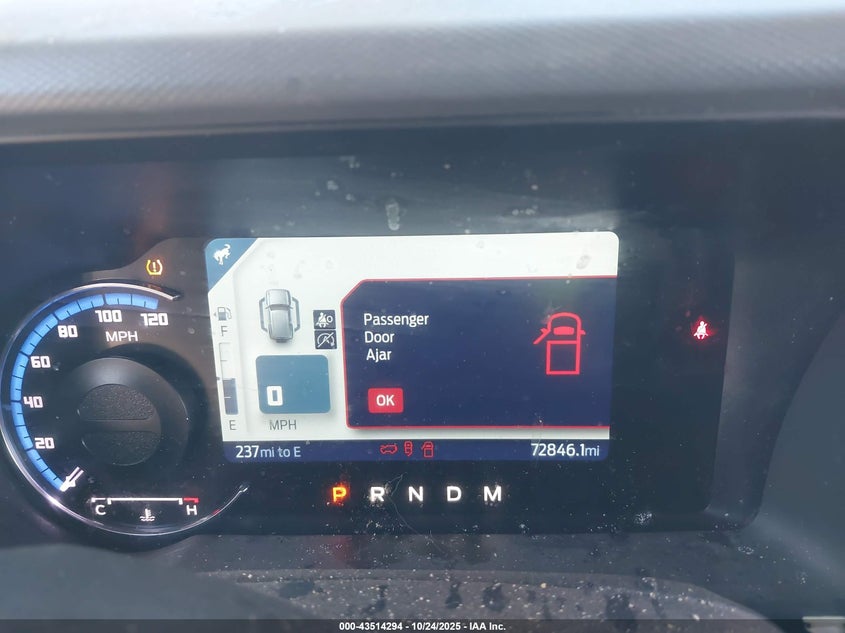 120
100
80
MPH
60
40
20
C
H
F
E
0
MPH
Passenger
Door
Ajar
OK
237mi to E
72846.1mi
P R N D M
000-43514294 - 10/24/2025 - IAA Inc.